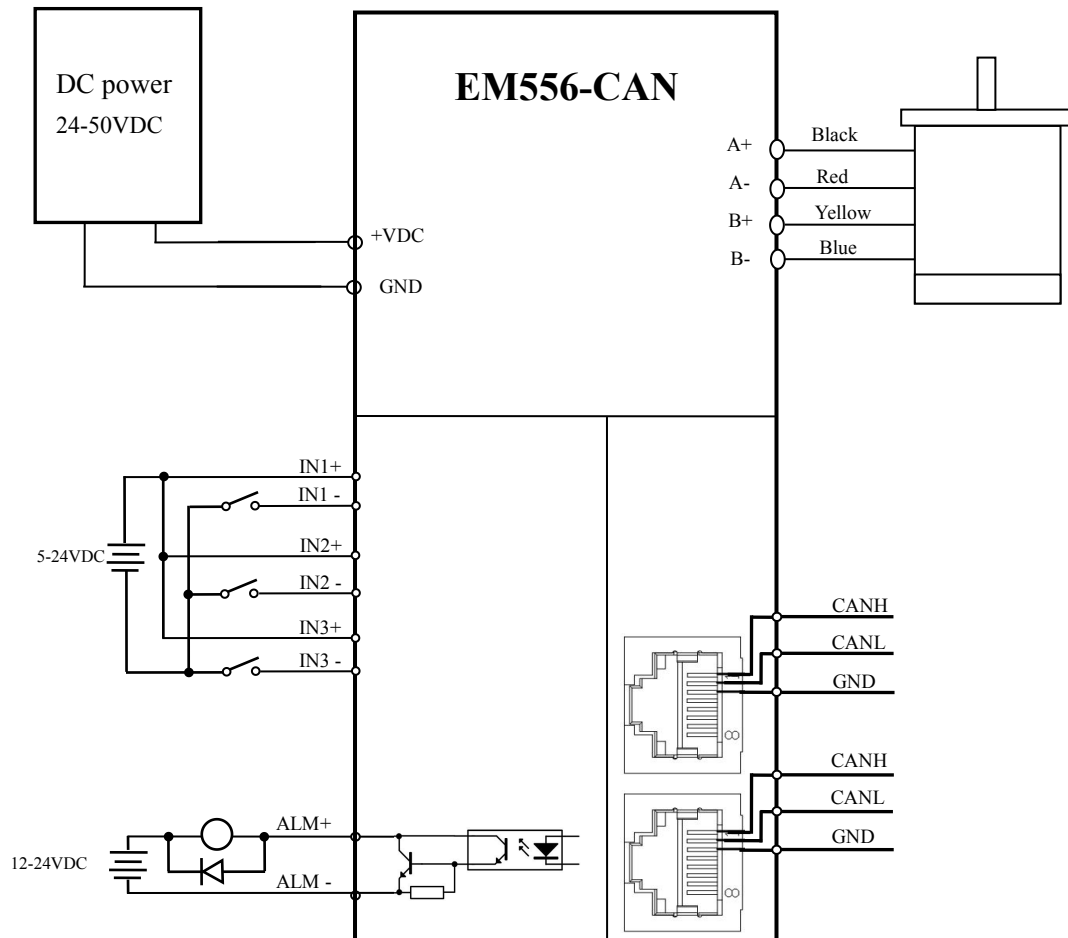 DC power
24-50VDC
EM556-CAN
A+
Black
A-
Red
B+
Yellow
B-
Blue
+VDC
GND
IN1+
IN1 -
5-24VDC
IN2+
IN2 -
IN3+
IN3 -
CANH
CANL
GND
8
CANH
CANL
GND
8
12-24VDC
ALM+
ALM -